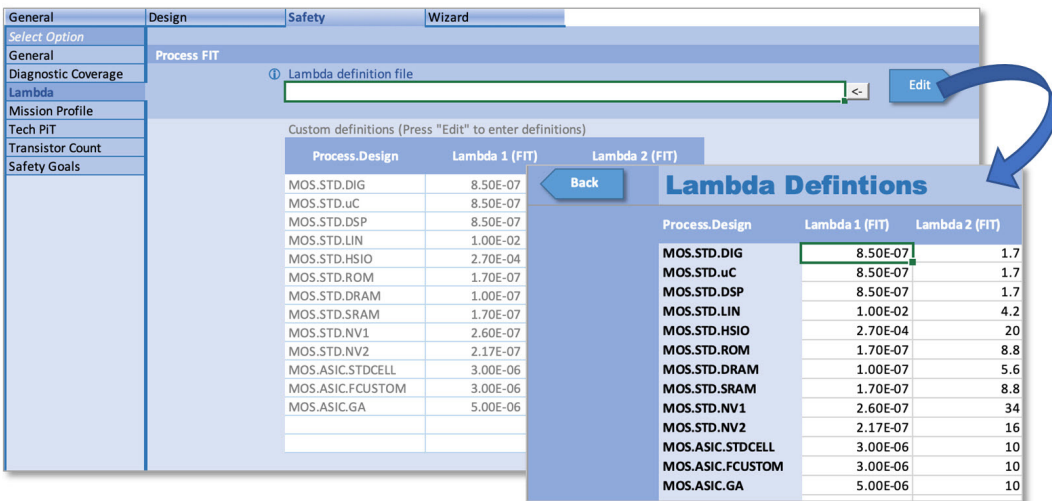 General Design Safety Wizard
Select Option
General
Diagnostic Coverage
Lambda
Mission Profile
Tech PiT
Transistor Count
Safety Goals
Process FIT
Lambda definition file
<-
Edit
Custom definitions (Press "Edit" to enter definitions)
Process.Design Lambda 1 (FIT) Lambda 2 (FIT)
MOS.STD.DIG 8.50E-07
MOS.STD.uC 8.50E-07
MOS.STD.DSP 8.50E-07
MOS.STD.LIN 1.00E-02
MOS.STD.HSIO 2.70E-04
MOS.STD.ROM 1.70E-07
MOS.STD.DRAM 1.00E-07
MOS.STD.SRAM 1.70E-07
MOS.STD.NV1 2.60E-07
MOS.STD.NV2 2.17E-07
MOS.ASIC.STDCELL 3.00E-06
MOS.ASIC.FCUSTOM 3.00E-06
MOS.ASIC.GA 5.00E-06
Back
Lambda Defintions
Process.Design Lambda 1 (FIT) Lambda 2 (FIT)
MOS.STD.DIG 8.50E-07 1.7
MOS.STD.uC 8.50E-07 1.7
MOS.STD.DSP 8.50E-07 1.7
MOS.STD.LIN 1.00E-02 4.2
MOS.STD.HSIO 2.70E-04 20
MOS.STD.ROM 1.70E-07 8.8
MOS.STD.DRAM 1.00E-07 5.6
MOS.STD.SRAM 1.70E-07 8.8
MOS.STD.NV1 2.60E-07 34
MOS.STD.NV2 2.17E-07 16
MOS.ASIC.STDCELL 3.00E-06 10
MOS.ASIC.FCUSTOM 3.00E-06 10
MOS.ASIC.GA 5.00E-06 10